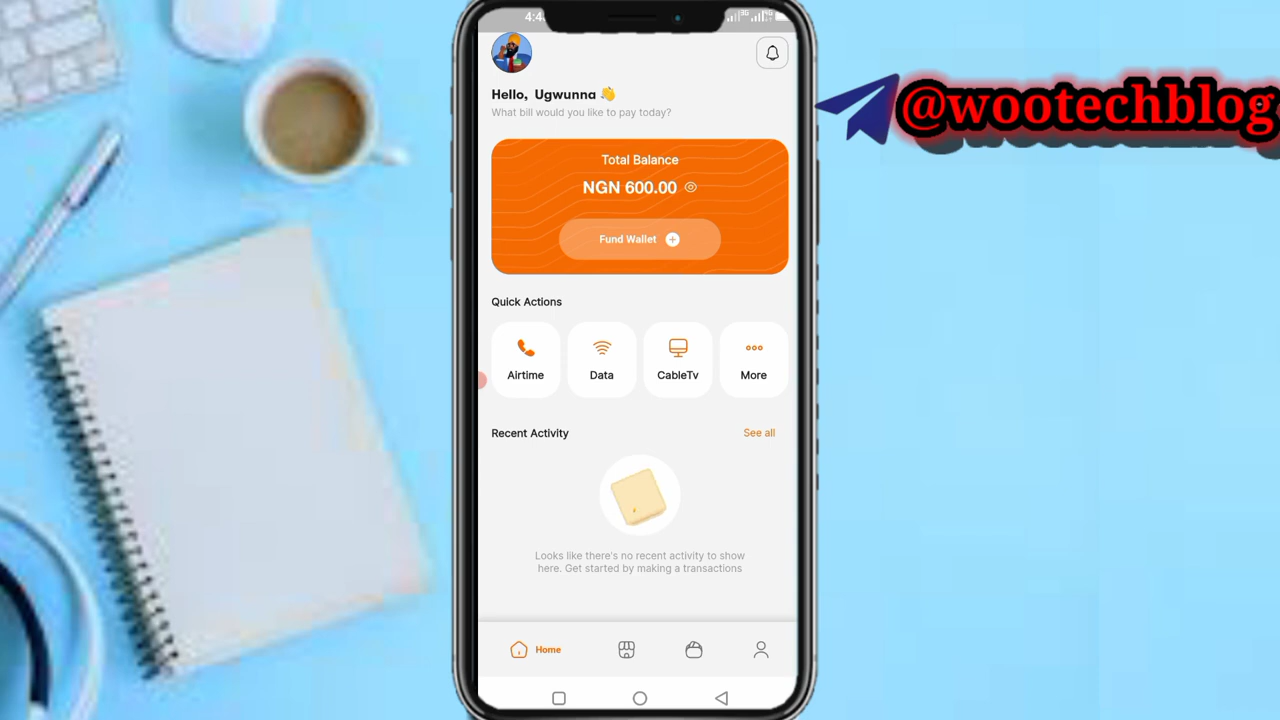 4:4
Hello, Ugwunna 👋
What bill would you like to pay today?
@wootechblog
Total Balance
NGN 600.00
Fund Wallet
Quick Actions
Airtime
Data
CableTv
More
Recent Activity
See all
Looks like there's no recent activity to show
here. Get started by making a transactions
Home